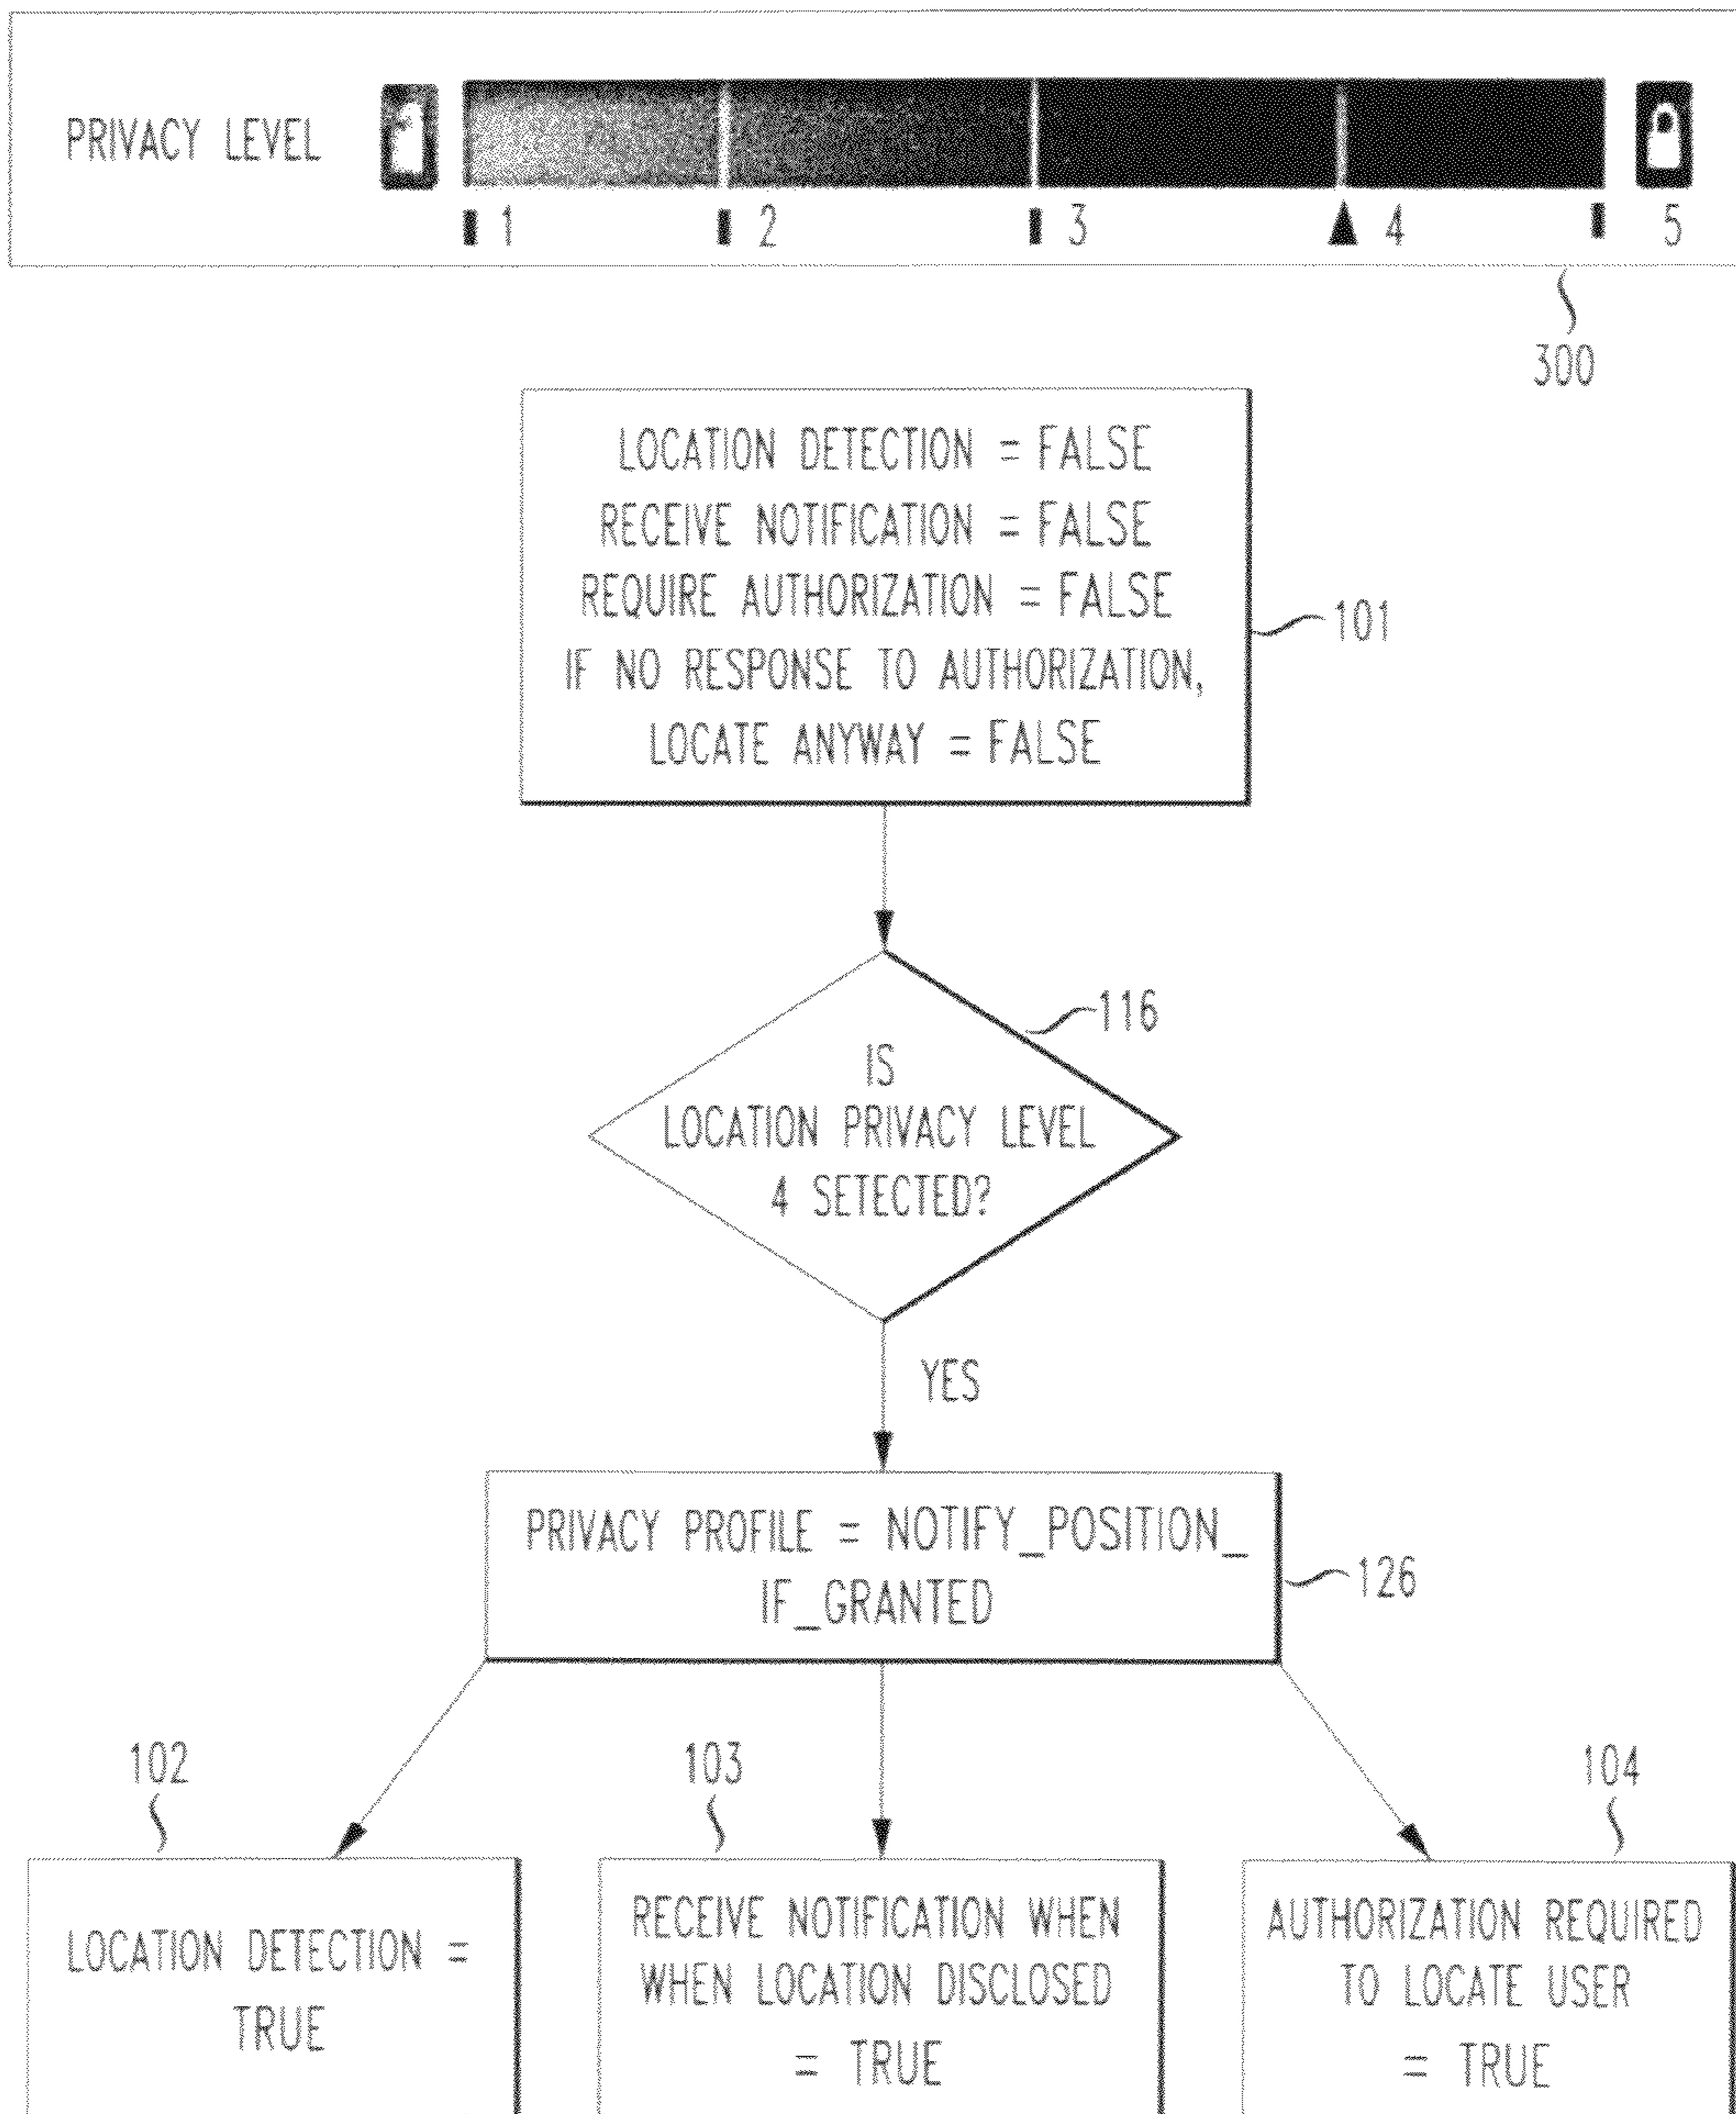 PRIVACY LEVEL
1 2 3 4 5
300
LOCATION DETECTION = FALSE
RECEIVE NOTIFICATION = FALSE
REQUIRE AUTHORIZATION = FALSE
IF NO RESPONSE TO AUTHORIZATION,
LOCATE ANYWAY = FALSE
101
116
IS
LOCATION PRIVACY LEVEL
4 SETECTED?
YES
PRIVACY PROFILE = NOTIFY_POSITION_
IF_GRANTED
126
102
LOCATION DETECTION =
TRUE
103
RECEIVE NOTIFICATION WHEN
WHEN LOCATION DISCLOSED
= TRUE
104
AUTHORIZATION REQUIRED
TO LOCATE USER
= TRUE